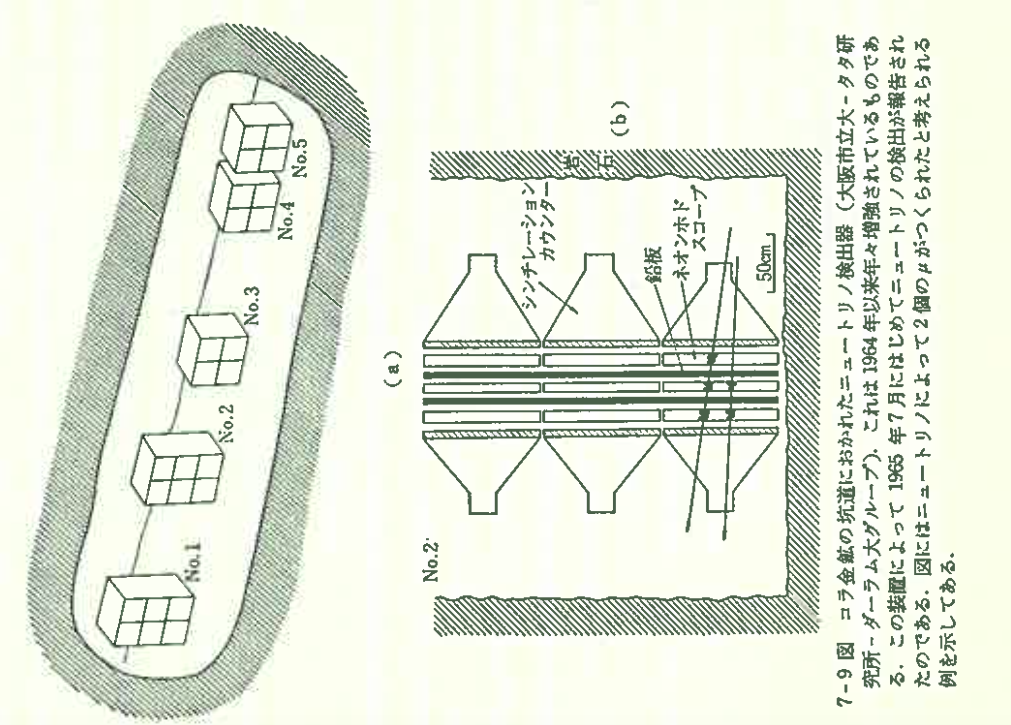 No.1
No.2
No.3
No.4
No.5
(a)
No.2
シンチレーション
カウンター
鉛板
ネオンホド
スコープ
岩
石
50cm
(b)
7-9 図 コラ金鉱の坑道におかれたニュートリノ検出器（大阪市立大-タタ研
究所-ダーラム大グループ）．これは 1964 年以来年々増強されているものであ
る．この装置によって 1965 年7月にはじめてニュートリノの検出が報告され
たのである．図にはニュートリノによって2個のμがつくられたと考えられる
例を示してある．